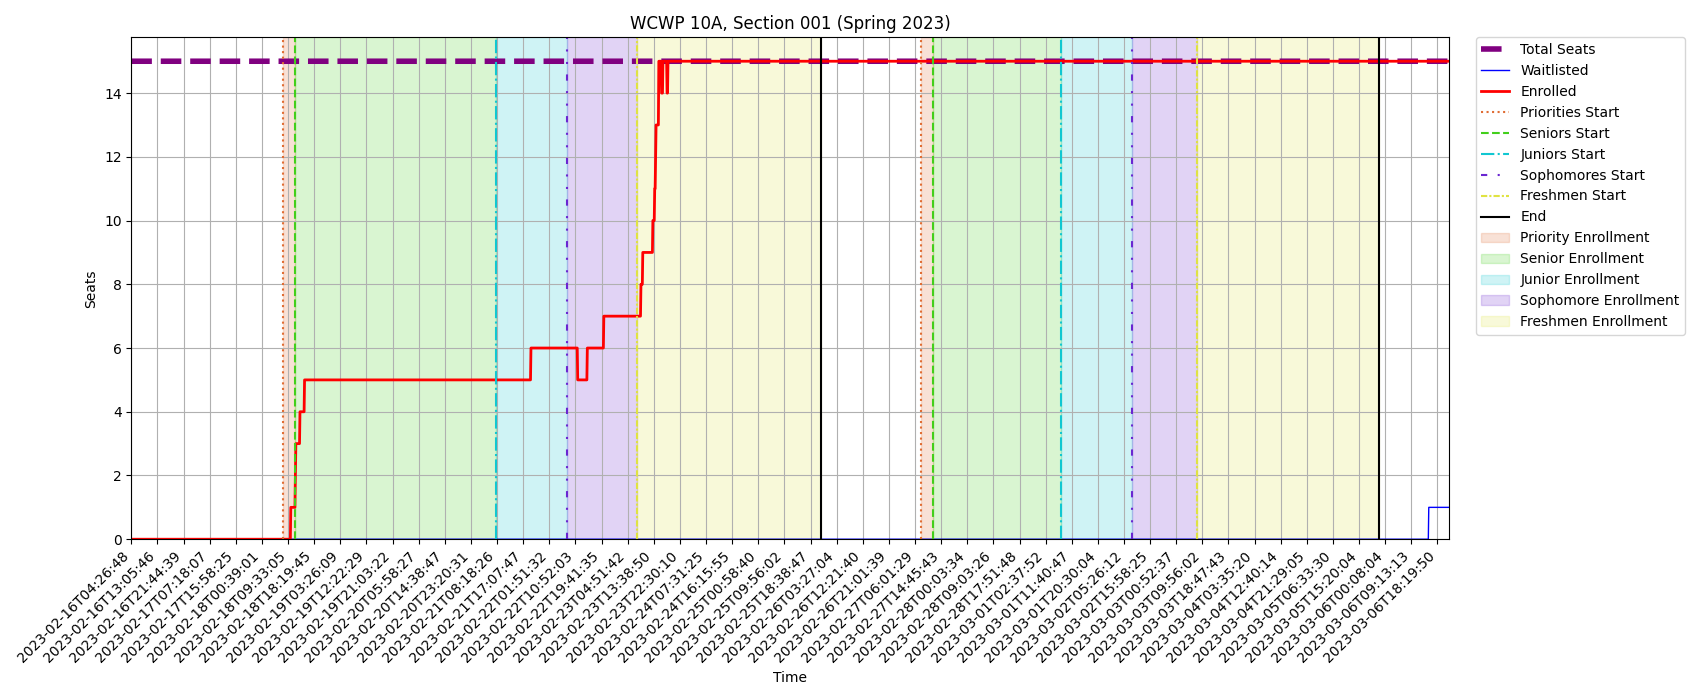 WCWP 10A, Section 001 (Spring 2023)
Seats
14
12
10
8
6
4
2
0
2023-02-16T04:26:48
2023-02-16T13:05:46
2023-02-16T21:44:39
2023-02-17T07:18:07
2023-02-17T15:58:25
2023-02-18T00:39:01
2023-02-18T09:33:05
2023-02-18T18:19:45
2023-02-19T03:26:09
2023-02-19T12:22:29
2023-02-19T21:03:22
2023-02-20T05:58:27
2023-02-20T14:38:47
2023-02-20T23:20:31
2023-02-21T08:18:26
2023-02-21T17:07:47
2023-02-22T01:51:32
2023-02-22T10:52:03
2023-02-22T19:41:35
2023-02-23T04:51:42
2023-02-23T13:38:50
2023-02-23T22:30:10
2023-02-24T07:31:25
2023-02-24T16:15:55
2023-02-25T00:58:40
2023-02-25T09:56:02
2023-02-25T18:38:47
2023-02-26T03:27:04
2023-02-26T12:21:40
2023-02-26T21:01:39
2023-02-27T06:01:29
2023-02-27T14:45:43
2023-02-28T00:03:34
2023-02-28T09:03:26
2023-02-28T17:51:48
2023-03-01T02:37:52
2023-03-01T11:40:47
2023-03-01T20:30:04
2023-03-02T05:26:12
2023-03-02T15:58:25
2023-03-03T00:52:37
2023-03-03T09:56:02
2023-03-03T18:47:43
2023-03-04T03:35:20
2023-03-04T12:40:14
2023-03-04T21:29:05
2023-03-05T06:33:30
2023-03-05T15:20:04
2023-03-06T00:08:04
2023-03-06T09:13:13
2023-03-06T18:19:50
Time
Total Seats
Waitlisted
Enrolled
Priorities Start
Seniors Start
Juniors Start
Sophomores Start
Freshmen Start
End
Priority Enrollment
Senior Enrollment
Junior Enrollment
Sophomore Enrollment
Freshmen Enrollment